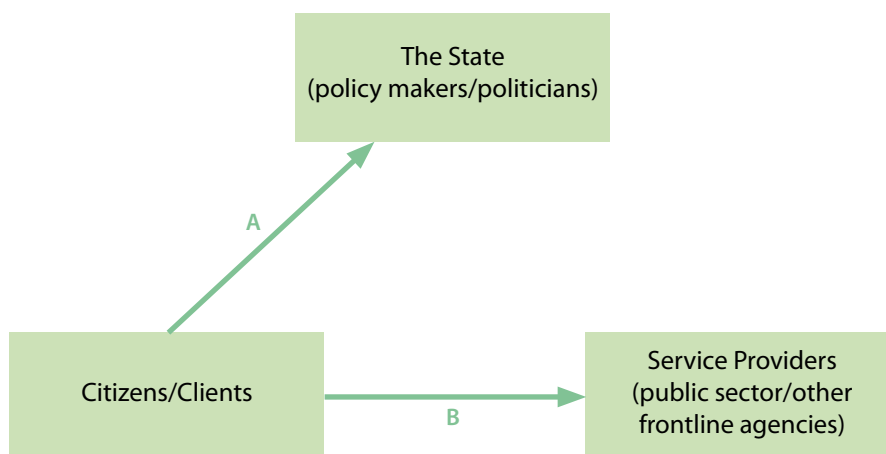 The State
(policy makers/politicians)
A
Citizens/Clients
B
Service Providers
(public sector/other
frontline agencies)